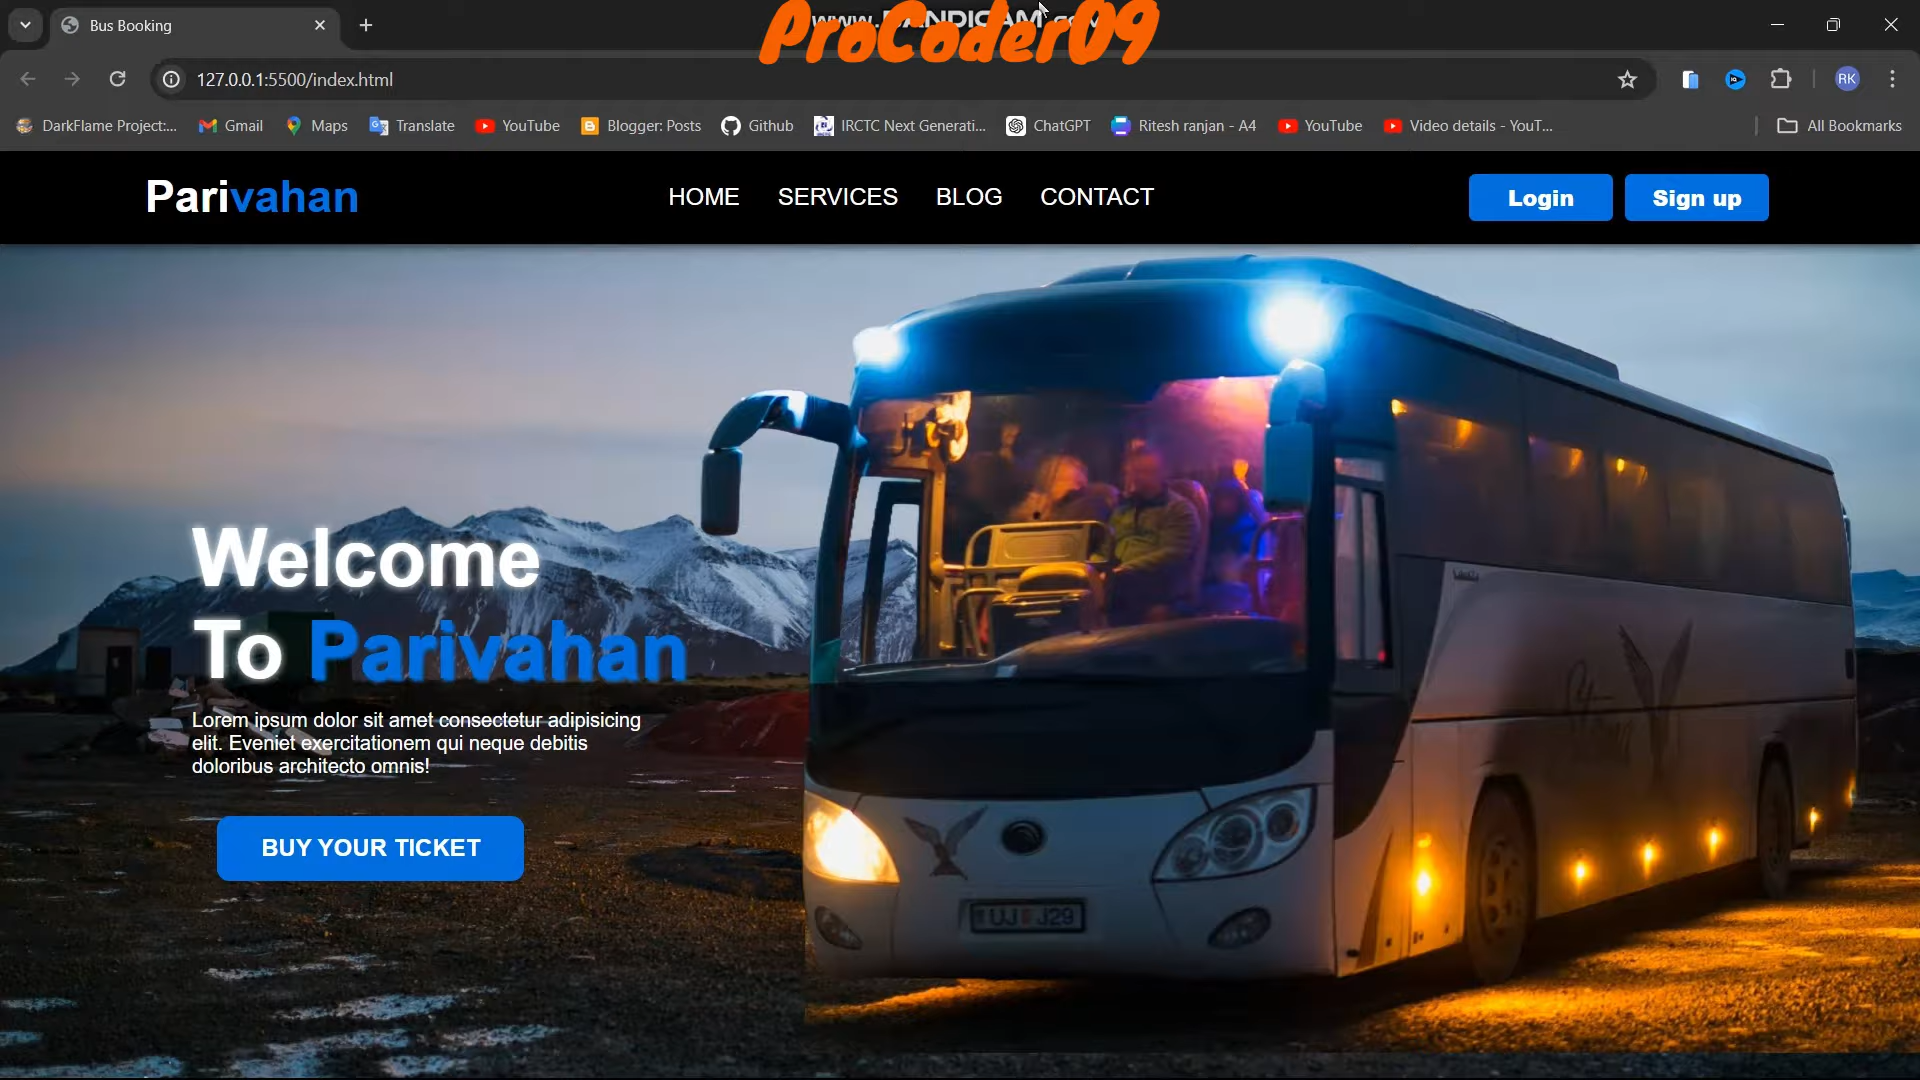 Bus Booking
ProCoder09
127.0.0.1:5500/index.html
RK
DarkFlame Project:...
Gmail
Maps
Translate
YouTube
Blogger: Posts
Github
IRCTC Next Generati...
ChatGPT
Ritesh ranjan - A4
YouTube
Video details - YouT...
All Bookmarks
Parivahan
HOME
SERVICES
BLOG
CONTACT
Login
Sign up
Welcome
To Parivahan
Lorem ipsum dolor sit amet consectetur adipisicing
elit. Eveniet exercitationem qui neque debitis
doloribus architecto omnis!
BUY YOUR TICKET